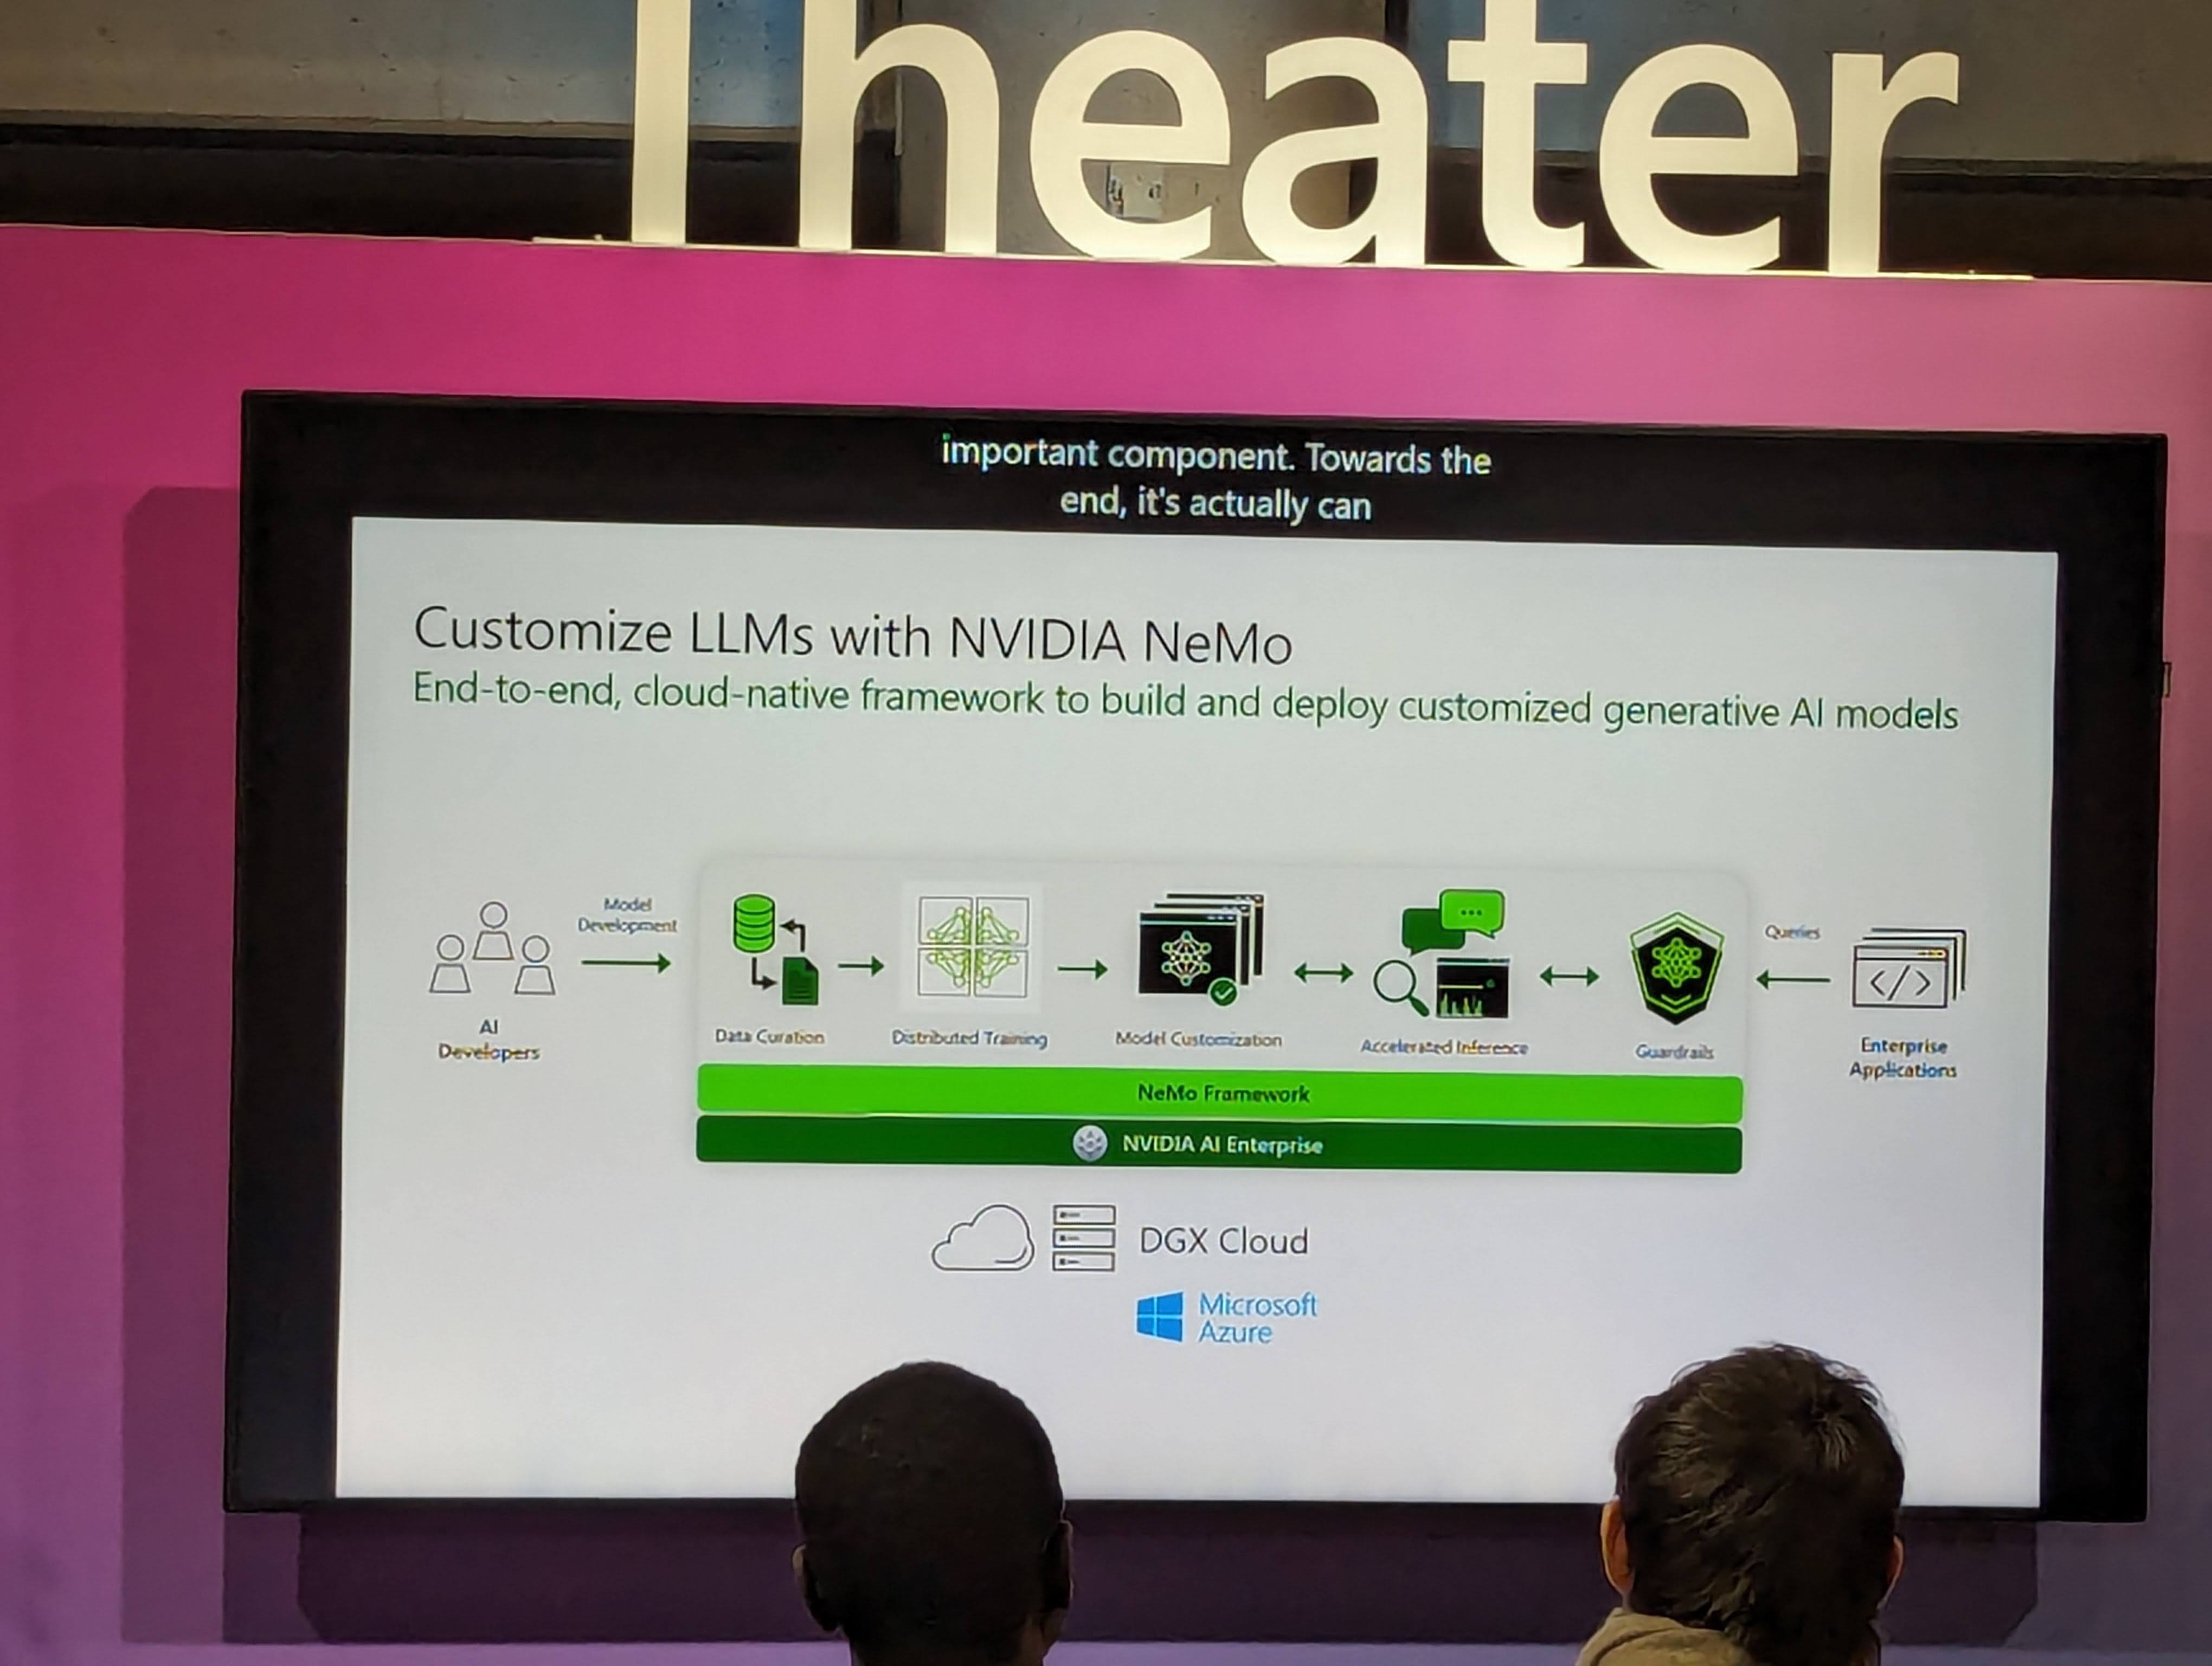 Theater
important component. Towards the
end, it's actually can
Customize LLMs with NVIDIA NeMo
End-to-end, cloud-native framework to build and deploy customized generative AI models
AI
Developers
Model
Development
Data Curation
Distributed Training
Model Customization
Accelerated Inference
Guardrails
Queries
</>
Enterprise
Applications
NeMo Framework
NVIDIA AI Enterprise
DGX Cloud
Microsoft
Azure